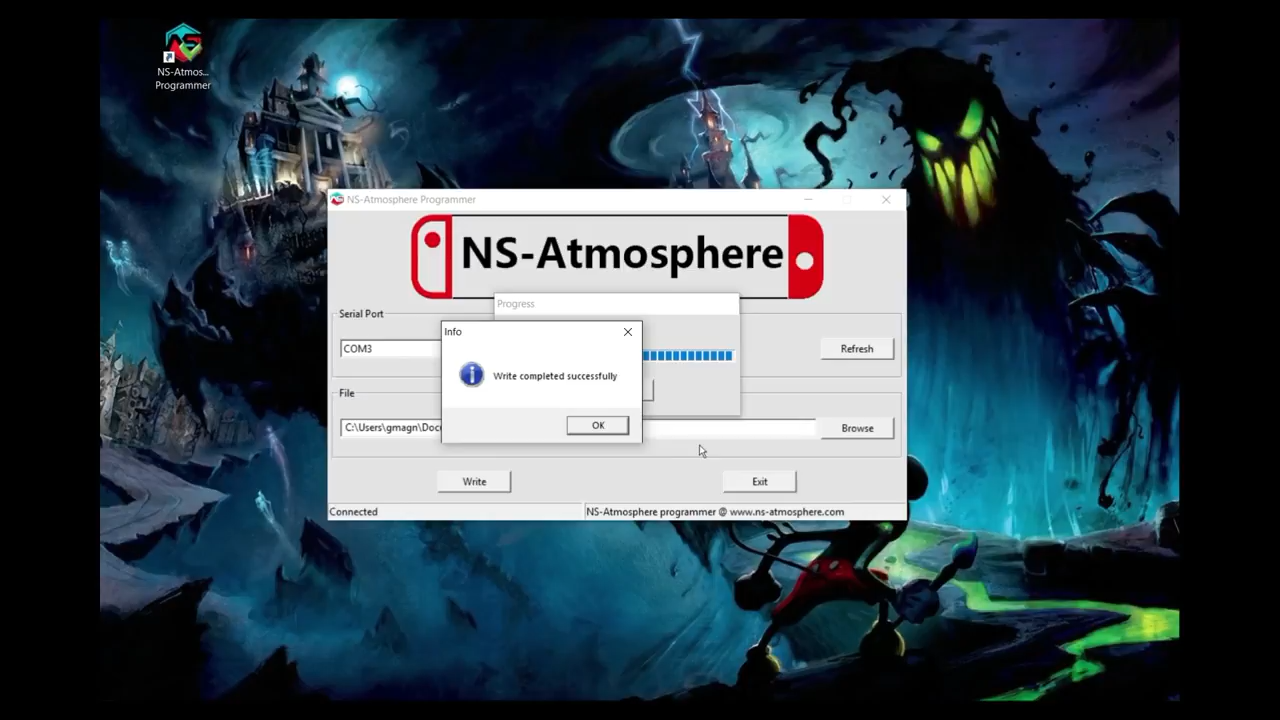 NS-Atmos...
Programmer
NS-Atmosphere Programmer
NS-Atmosphere
Progress
Serial Port
Info
COM3
Refresh
Write completed successfully
File
OK
C:\Users\gmagn\Doc
Browse
Write
Exit
Connected
NS-Atmosphere programmer @ www.ns-atmosphere.com